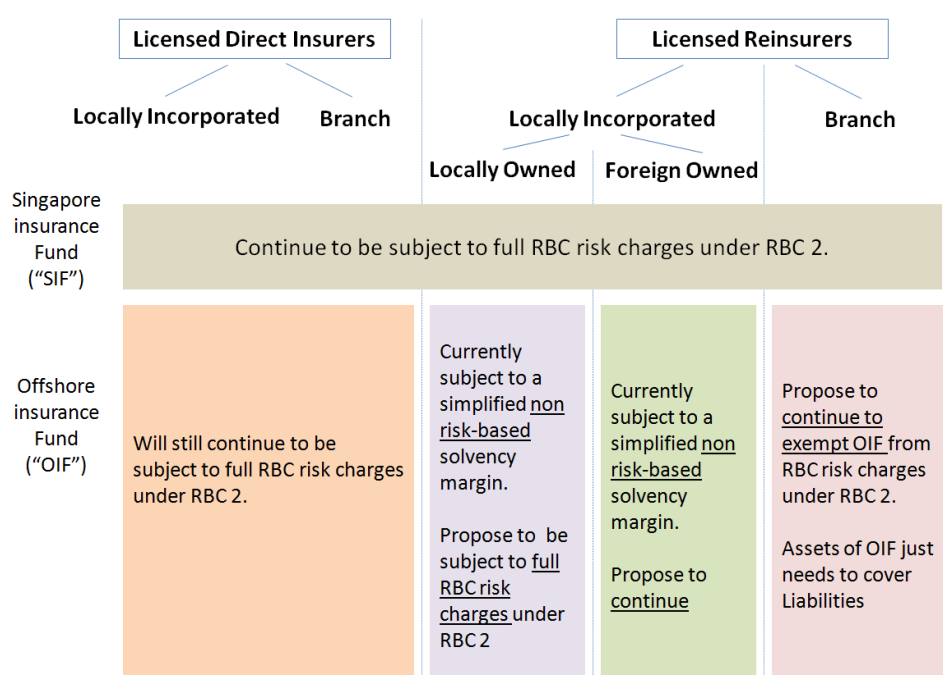 Licensed Direct Insurers
Licensed Reinsurers
Locally Incorporated
Branch
Locally Incorporated
Branch
Locally Owned
Foreign Owned
Singapore
insurance
Fund
(“SIF”)
Continue to be subject to full RBC risk charges under RBC 2.
Offshore
insurance
Fund
(“OIF”)
Will still continue to be
subject to full RBC risk charges
under RBC 2.
Currently
subject to a
simplified non
risk-based
solvency
margin.
Propose to be
subject to full
RBC risk
charges under
RBC 2
Currently
subject to a
simplified non
risk-based
solvency
margin.
Propose to
continue
Propose to
continue to
exempt OIF from
RBC risk charges
under RBC 2.
Assets of OIF just
needs to cover
Liabilities